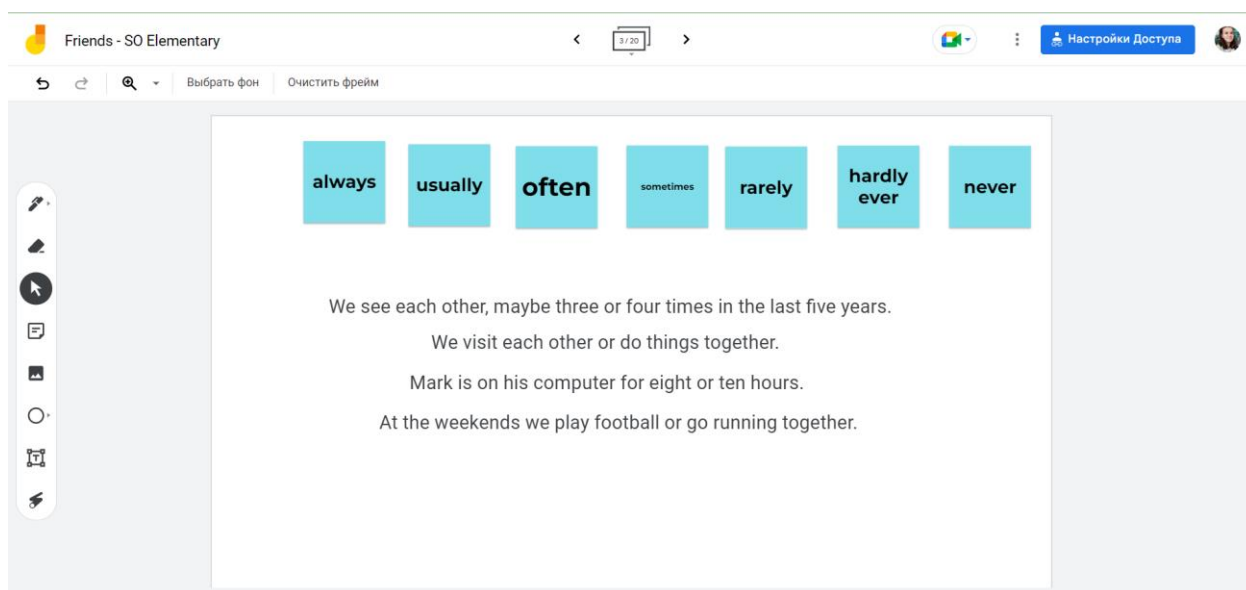 Friends - SO Elementary
3 / 20
Настройки Доступа
Выбрать фон
Очистить фрейм
always
usually
often
sometimes
rarely
hardly
ever
never
We see each other, maybe three or four times in the last five years.
We visit each other or do things together.
Mark is on his computer for eight or ten hours.
At the weekends we play football or go running together.